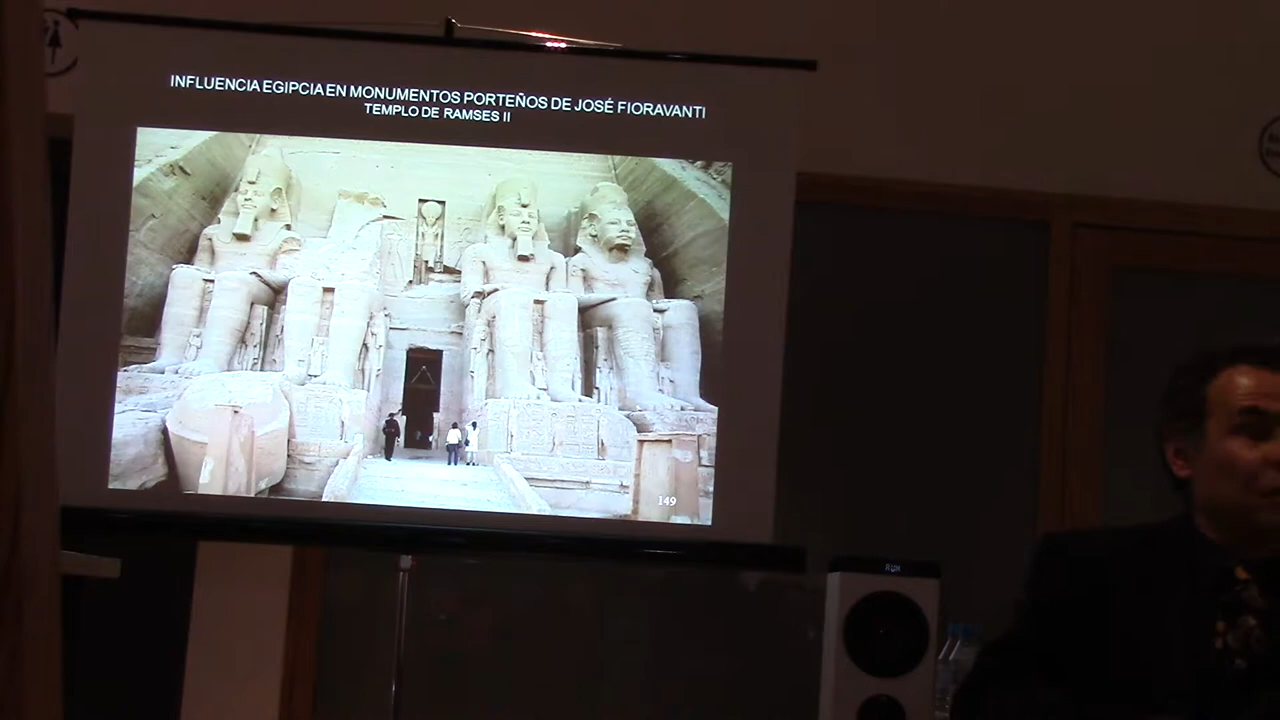 INFLUENCIA EGIPCIA EN MONUMENTOS PORTEÑOS DE JOSÉ FIORAVANTI
TEMPLO DE RAMSES II
149